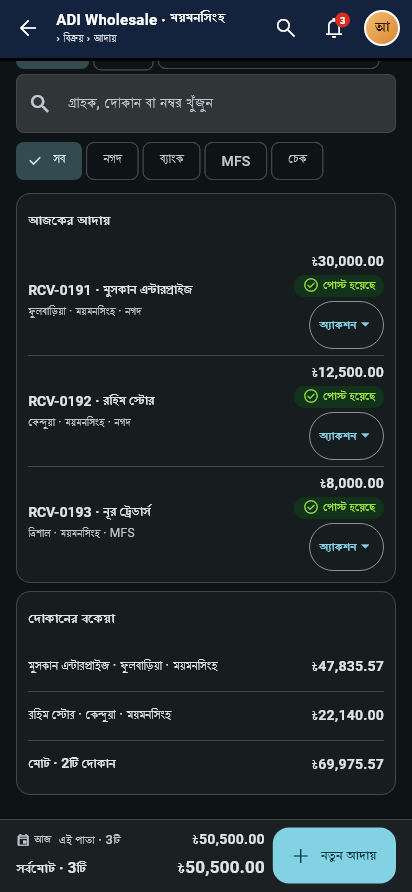 ADI Wholesale · ময়মনসিংহ
› বিক্রয় › আদায়
3
আ
গ্রাহক, দোকান বা নম্বর খুঁজুন
সব
নগদ
ব্যাংক
MFS
চেক
আজকের আদায়
৳30,000.00
RCV-0191 · মুসকান এন্টারপ্রাইজ
পোস্ট হয়েছে
ফুলবাড়িয়া · ময়মনসিংহ · নগদ
অ্যাকশন
৳12,500.00
RCV-0192 · রহিম স্টোর
পোস্ট হয়েছে
কেন্দুয়া · ময়মনসিংহ · নগদ
অ্যাকশন
৳8,000.00
RCV-0193 · নূর ট্রেডার্স
পোস্ট হয়েছে
ত্রিশাল · ময়মনসিংহ · MFS
অ্যাকশন
দোকানের বকেয়া
মুসকান এন্টারপ্রাইজ · ফুলবাড়িয়া · ময়মনসিংহ ৳47,835.57
রহিম স্টোর · কেন্দুয়া · ময়মনসিংহ ৳22,140.00
মোট · 2টি দোকান ৳69,975.57
আজ এই পাতা · 3টি ৳50,500.00
সর্বমোট · 3টি ৳50,500.00
নতুন আদায়